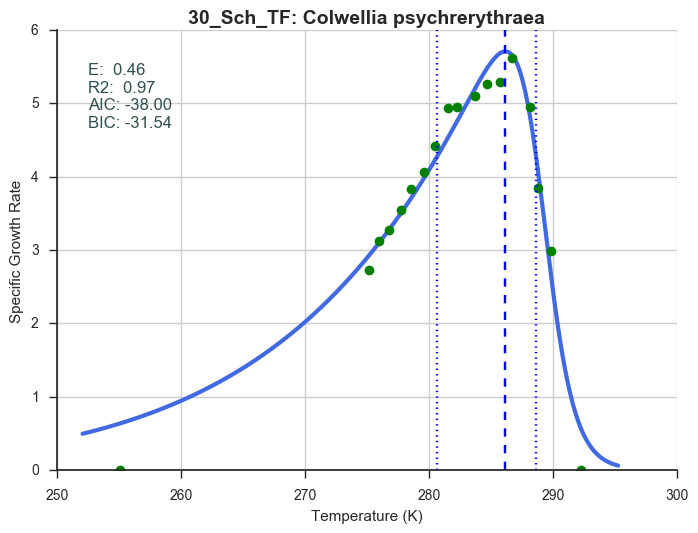 30_Sch_TF: Colwellia psychrerythraea
E:  0.46
R2:  0.97
AIC: -38.00
BIC: -31.54
Specific Growth Rate
6
5
4
3
2
1
0
250 260 270 280 290 300
Temperature (K)